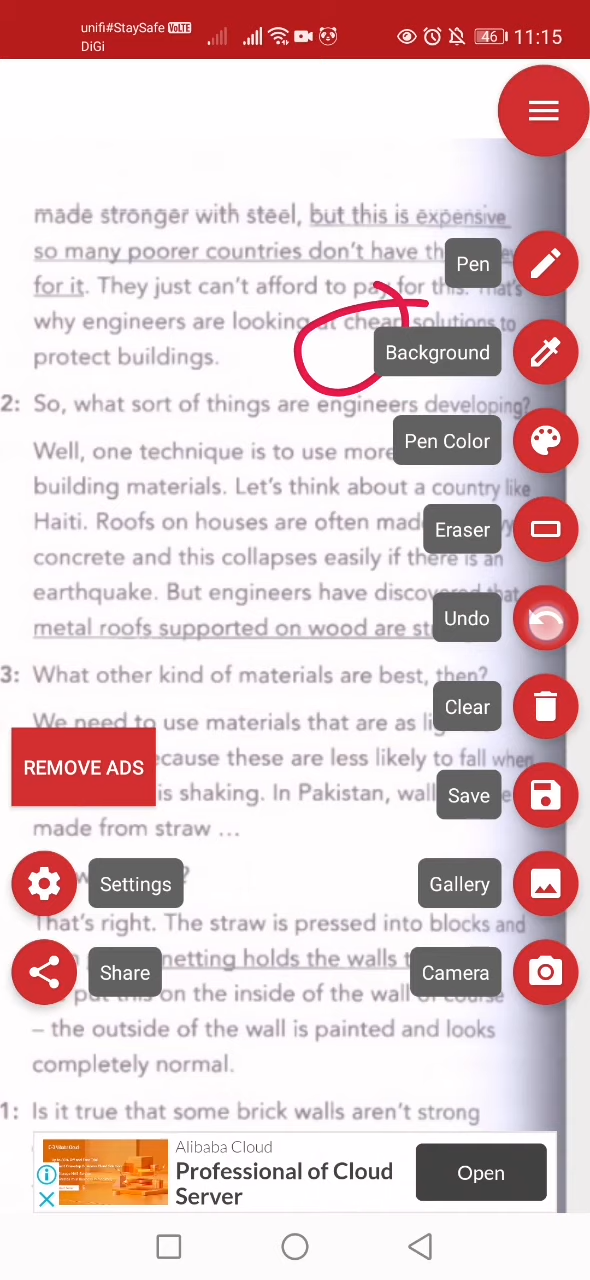 unifi#StaySafe VoLTE
DiGi
46 11:15
made stronger with steel, but this is expensive
so many poorer countries don't have th
Pen
for it. They just can't afford to pay for this. That's
why engineers are looking at cheap solutions to
Background
protect buildings.
2: So, what sort of things are engineers developing?
Pen Color
Well, one technique is to use more
building materials. Let's think about a country like
Haiti. Roofs on houses are often mad
Eraser
concrete and this collapses easily if there is an
earthquake. But engineers have discovered that
Undo
metal roofs supported on wood are st
3: What other kind of materials are best, then?
Clear
We need to use materials that are as li
REMOVE ADS
ecause these are less likely to fall when
Save
is shaking. In Pakistan, wall
made from straw ...
Settings
?
Gallery
That's right. The straw is pressed into blocks and
Share
netting holds the walls t
Camera
put this on the inside of the wall of course
– the outside of the wall is painted and looks
completely normal.
1: Is it true that some brick walls aren't strong
Alibaba Cloud
Professional of Cloud
Server
Open